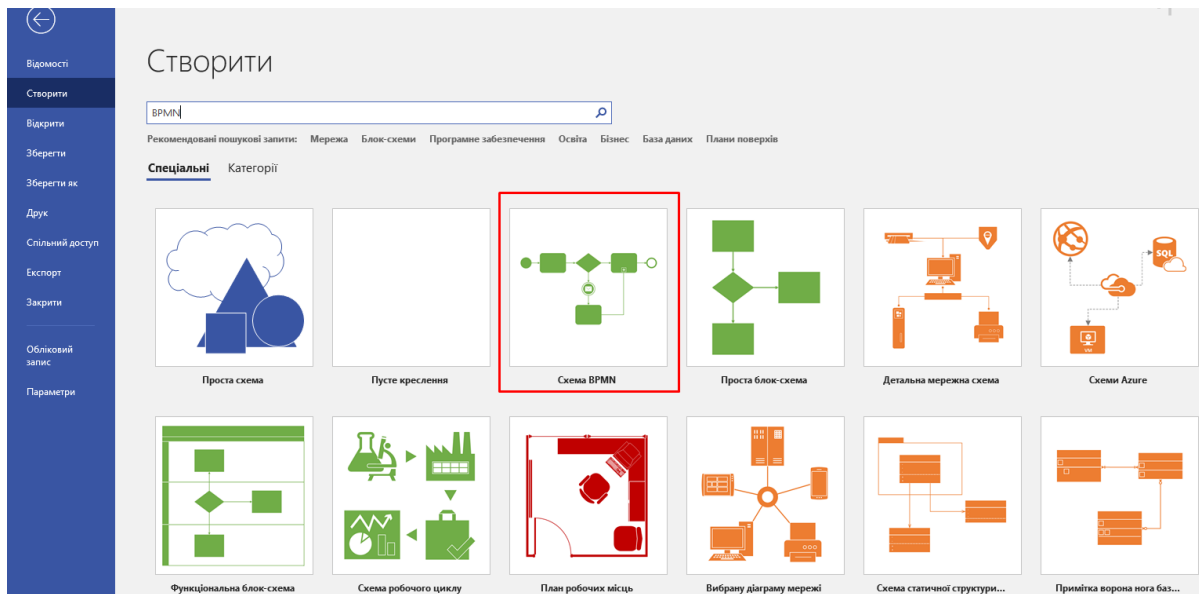 Створити
Відомості
Створити
Відкрити
Зберегти
Зберегти як
Друк
Спільний доступ
Експорт
Закрити
Обліковий
запис
Параметри
BPMN
Рекомендовані пошукові запити: Мережа Блок-схеми Програмне забезпечення Освіта Бізнес База даних Плани поверхів
Спеціальні Категорії
SQL
VM
Проста схема Пусте креслення Схема BPMN Проста блок-схема Детальна мережна схема Схеми Azure
Функціональна блок-схема Схема робочого циклу План робочих місць Вибрану діаграму мережі Схема статичної структури... Примітка ворона нога баз...